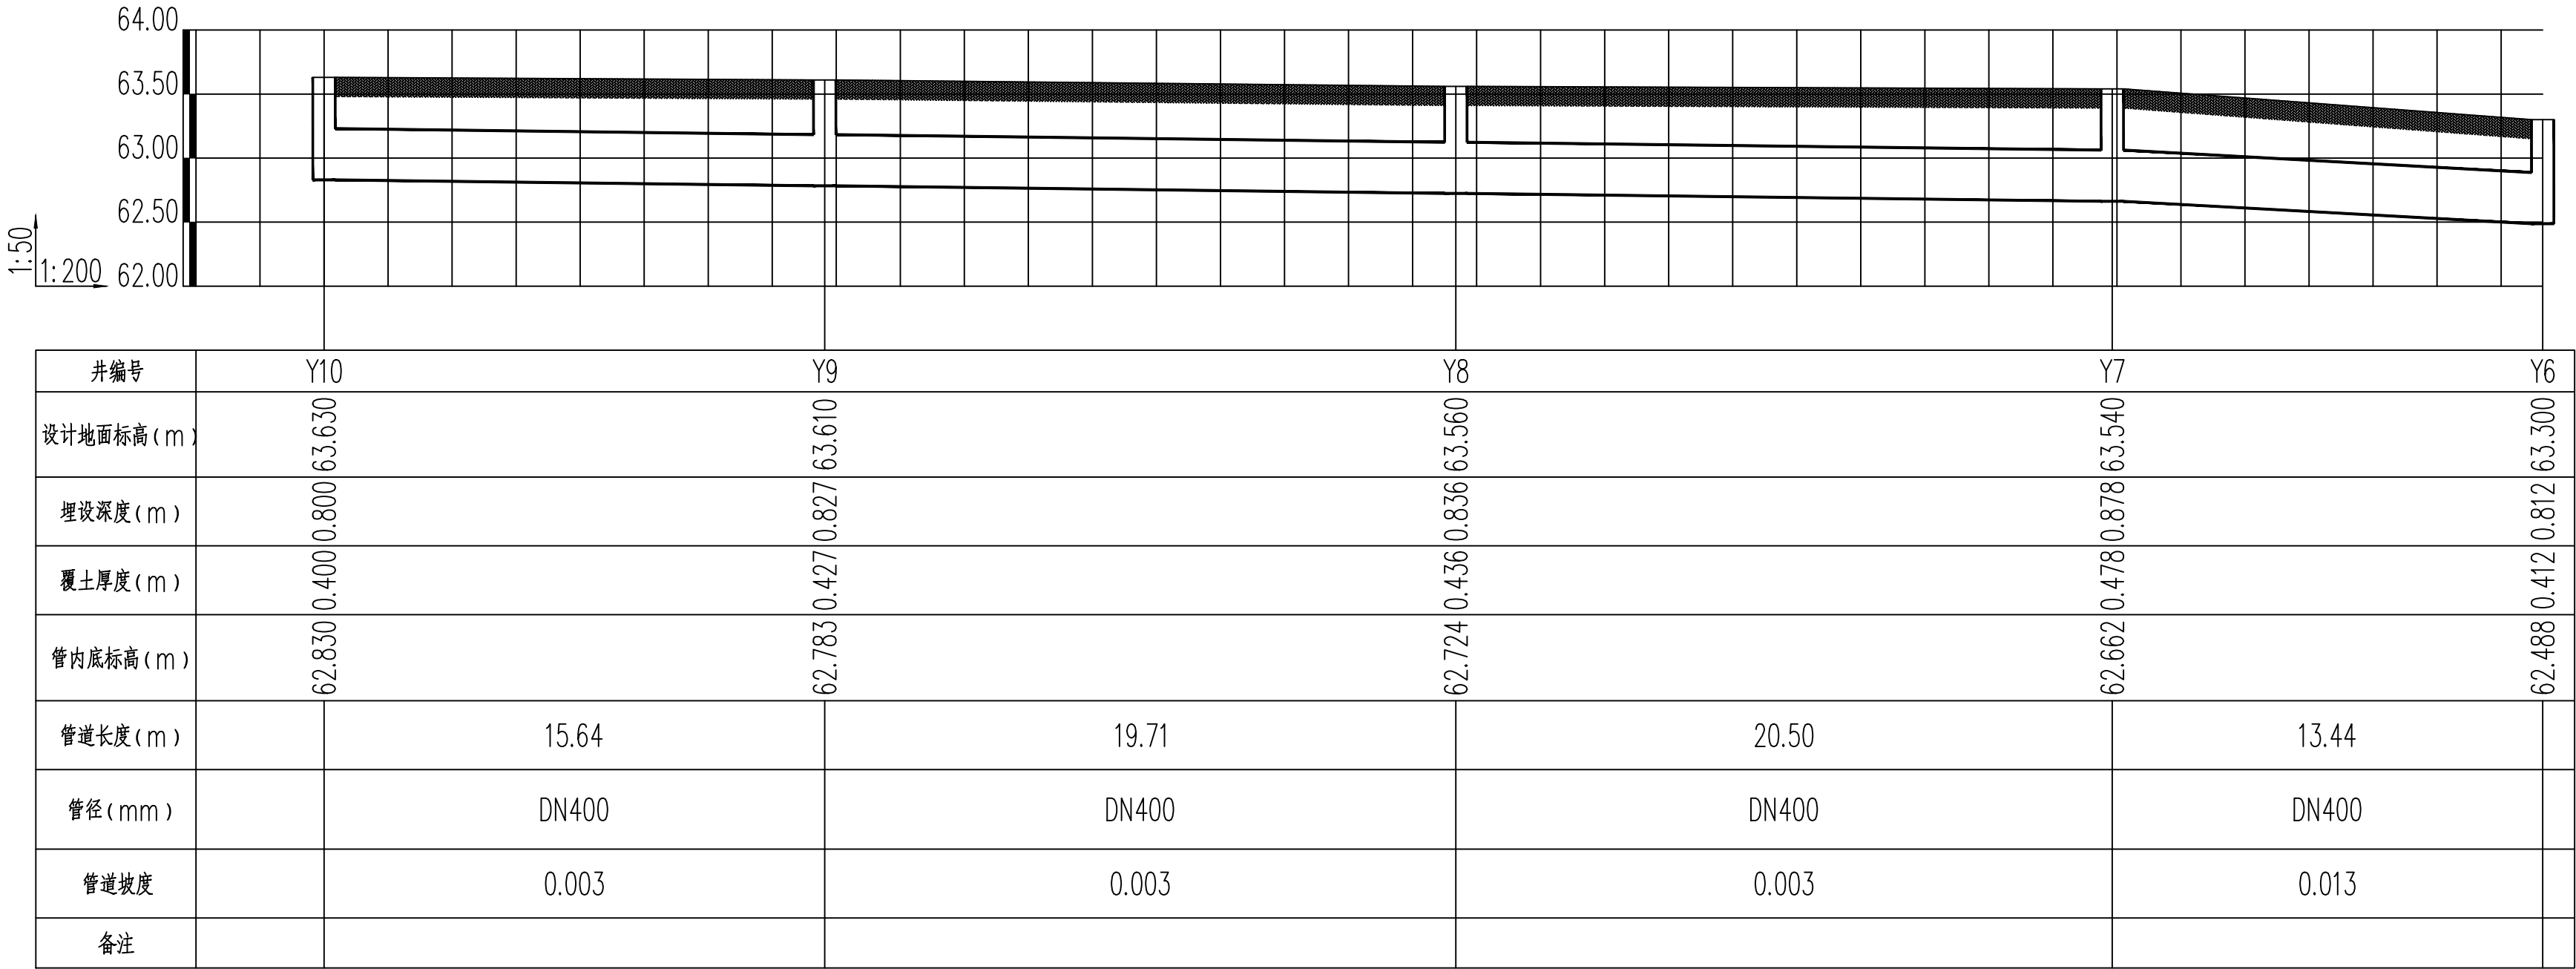 64.00
63.50
63.00
62.50
62.00
1:50
1:200
井编号 Y10 Y9 Y8 Y7 Y6
设计地面标高(m) 63.630 63.610 63.560 63.540 63.300
埋设深度(m) 0.800 0.827 0.836 0.878 0.812
覆土厚度(m) 0.400 0.427 0.436 0.478 0.412
管内底标高(m) 62.830 62.783 62.724 62.662 62.488
管道长度(m) 15.64 19.71 20.50 13.44
管径(mm) DN400 DN400 DN400 DN400
管道坡度 0.003 0.003 0.003 0.013
备注